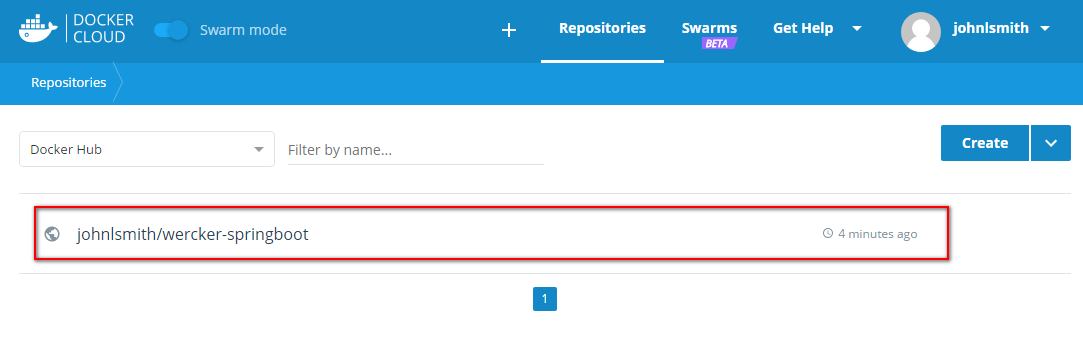 DOCKER
CLOUD
Swarm mode
+
Repositories
Swarms
BETA
Get Help
johnlsmith
Repositories
Docker Hub
Filter by name...
Create
johnlsmith/wercker-springboot
4 minutes ago
1